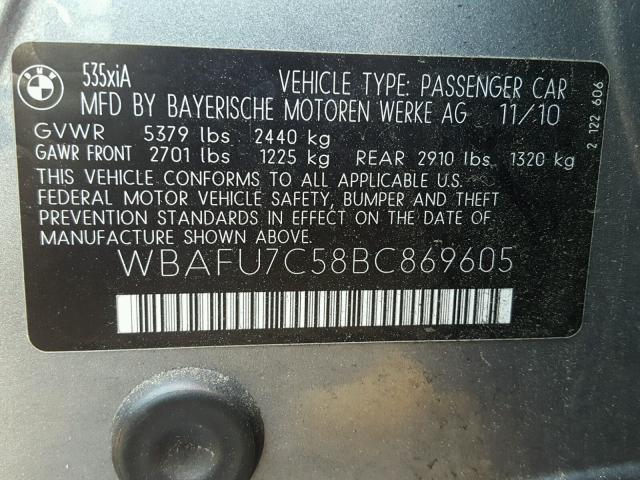 BMW
535xiA VEHICLE TYPE: PASSENGER CAR
MFD BY BAYERISCHE MOTOREN WERKE AG 11/10
GVWR 5379 lbs 2440 kg
GAWR FRONT 2701 lbs 1225 kg REAR 2910 lbs 1320 kg
THIS VEHICLE CONFORMS TO ALL APPLICABLE U.S.
FEDERAL MOTOR VEHICLE SAFETY, BUMPER AND THEFT
PREVENTION STANDARDS IN EFFECT ON THE DATE OF
MANUFACTURE SHOWN ABOVE:
WBAFU7C58BC869605
2 122 606